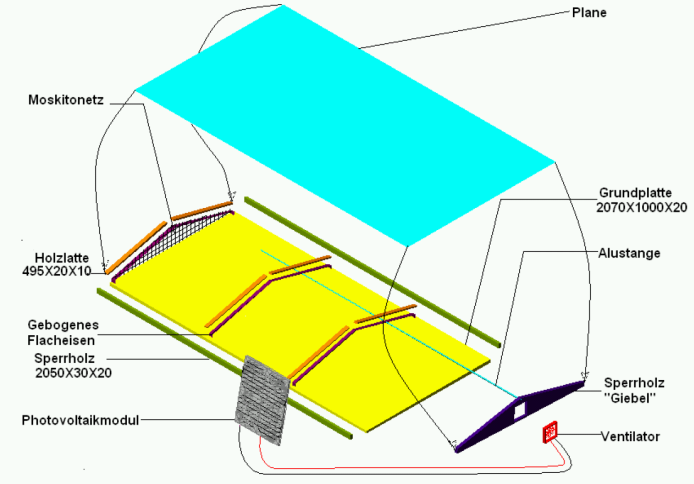 Plane
Moskitonetz
Grundplatte
2070X1000X20
Holzlatte
495X20X10
Alustange
Gebogenes
Flacheisen
Sperrholz
2050X30X20
Sperrholz
"Giebel"
Photovoltaikmodul
Ventilator